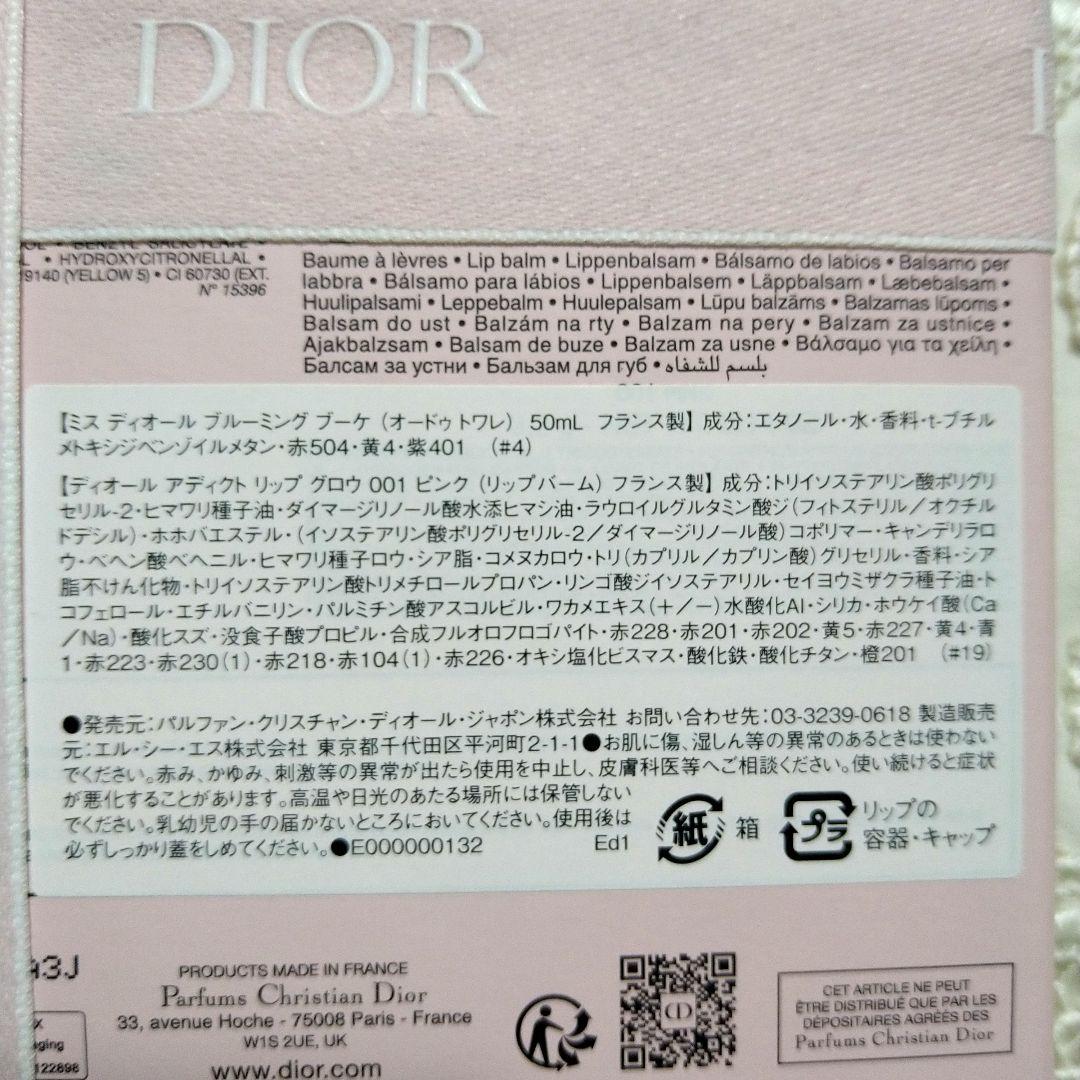 DIOR
BENZYL SALICYLATE •
• HYDROXYCITRONELLAL •
(YELLOW 5) • CI 60730 (EXT.
N° 15396
Baume à lèvres • Lip balm • Lippenbalsam • Bálsamo de labios • Balsamo per
labbra • Bálsamo para lábios • Lippenbalsem • Läppbalsam • Læbebalsam •
Huulipalsami • Leppebalm • Huulepalsam • Lūpu balzāms • Balzamas lūpoms •
Balsam do ust • Balzám na rty • Balzam na pery • Balzam za ustnice •
Ajakbalzsam • Balsam de buze • Balzam za usne • Βάλσαμο για τα χείλη •
Балсам за устни • Бальзам для губ • بلسم للشفاه
【ミス ディオール ブルーミング ブーケ (オードゥ トワレ) 50mL フランス製】 成分:エタノール・水・香料・t-ブチル
メトキシジベンゾイルメタン・赤504・黄4・紫401 (#4)
【ディオール アディクト リップ グロウ 001 ピンク (リップバーム) フランス製】 成分:トリイソステアリン酸ポリグリ
セリル-2・ヒマワリ種子油・ダイマージリノール酸水添ヒマシ油・ラウロイルグルタミン酸ジ(フィトステリル/オクチル
ドデシル)・ホホバエステル・(イソステアリン酸ポリグリセリル-2/ダイマージリノール酸)コポリマー・キャンデリラロ
ウ・ベヘン酸ベヘニル・ヒマワリ種子ロウ・シア脂・コメヌカロウ・トリ(カプリル/カプリン酸)グリセリル・香料・シア
脂不けん化物・トリイソステアリン酸トリメチロールプロパン・リンゴ酸ジイソステアリル・セイヨウミザクラ種子油・ト
コフェロール・エチルバニリン・パルミチン酸アスコルビル・ワカメエキス(+/-)水酸化Al・シリカ・ホウケイ酸(Ca
/Na)・酸化スズ・没食子酸プロピル・合成フルオロフロゴパイト・赤228・赤201・赤202・黄5・赤227・黄4・青
1・赤223・赤230(1)・赤218・赤104(1)・赤226・オキシ塩化ビスマス・酸化鉄・酸化チタン・橙201 (#19)
●発売元:パルファン・クリスチャン・ディオール・ジャポン株式会社 お問い合わせ先:03-3239-0618 製造販売
元:エル・シー・エス株式会社 東京都千代田区平河町2-1-1●お肌に傷、湿しん等の異常のあるときは使わない
でください。赤み、かゆみ、刺激等の異常が出たら使用を中止し、皮膚科医等へご相談ください。使い続けると症状
が悪化することがあります。高温や日光のあたる場所には保管しない
でください。乳幼児の手の届かないところにおいてください。使用後は
必ずしっかり蓋をしめてください。●E000000132 Ed1
紙 箱
プラ リップの
容器・キャップ
PRODUCTS MADE IN FRANCE
Parfums Christian Dior
33, avenue Hoche - 75008 Paris - France
W1S 2UE, UK
www.dior.com
CD
CET ARTICLE NE PEUT
ÊTRE DISTRIBUÉ QUE PAR LES
DÉPOSITAIRES AGRÉÉS DES
Parfums Christian Dior
122898